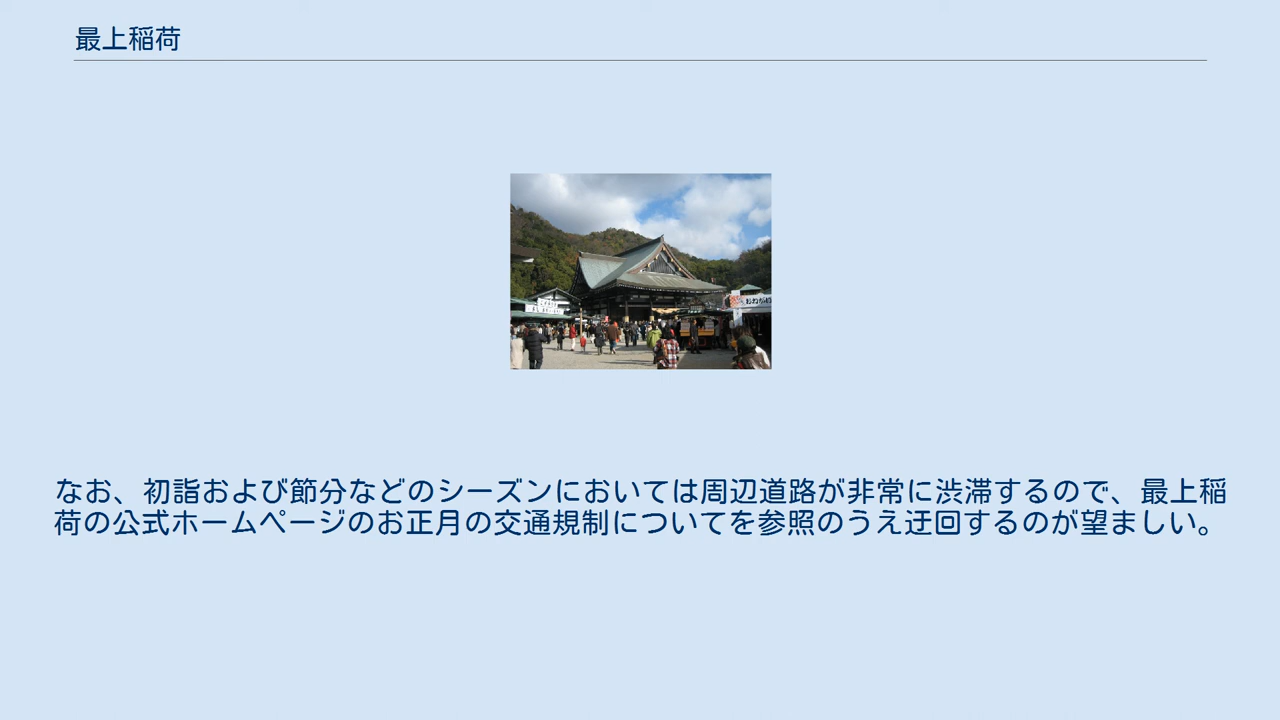 最上稲荷
なお、初詣および節分などのシーズンにおいては周辺道路が非常に渋滞するので、最上稲
荷の公式ホームページのお正月の交通規制についてを参照のうえ迂回するのが望ましい。